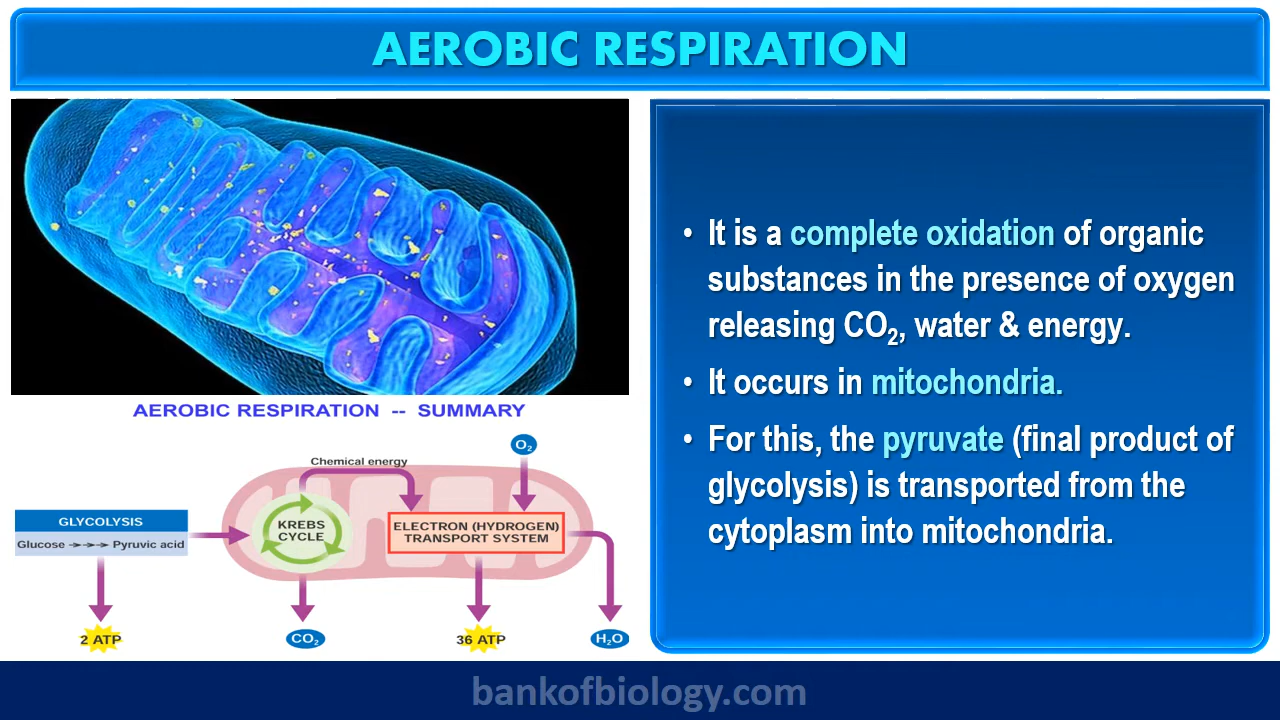 AEROBIC RESPIRATION
AEROBIC RESPIRATION -- SUMMARY
O₂
Chemical energy
GLYCOLYSIS
Glucose →→→ Pyruvic acid
KREBS
CYCLE
ELECTRON (HYDROGEN)
TRANSPORT SYSTEM
2 ATP
CO₂
36 ATP
H₂O
• It is a complete oxidation of organic
substances in the presence of oxygen
releasing CO₂, water & energy.
• It occurs in mitochondria.
• For this, the pyruvate (final product of
glycolysis) is transported from the
cytoplasm into mitochondria.
bankofbiology.com